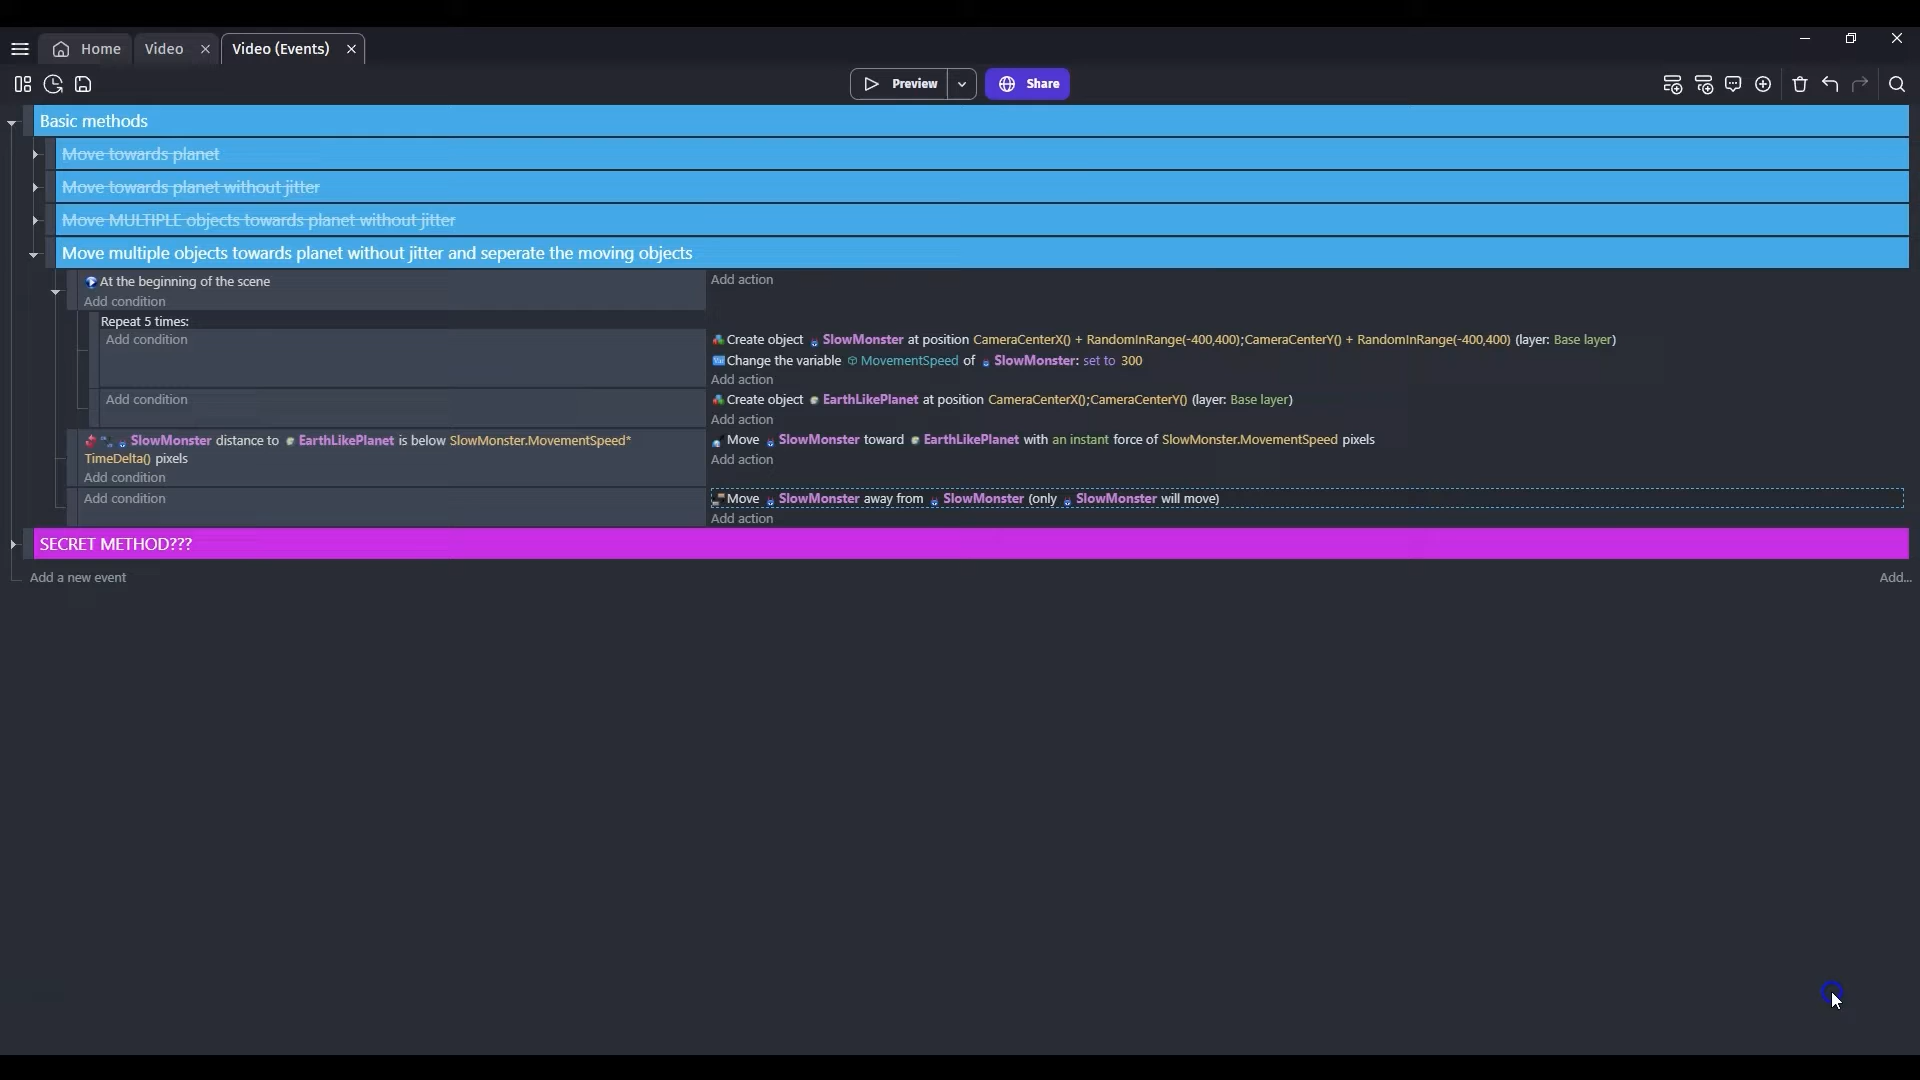 Home
Video
Video (Events)
Preview
Share
Basic methods
Move towards planet
Move towards planet without jitter
Move MULTIPLE objects towards planet without jitter
Move multiple objects towards planet without jitter and seperate the moving objects
At the beginning of the scene
Add condition
Add action
Repeat 5 times:
Add condition
Create object SlowMonster at position CameraCenterX() + RandomInRange(-400,400);CameraCenterY() + RandomInRange(-400,400) (layer: Base layer)
Change the variable MovementSpeed of SlowMonster: set to 300
Add action
Add condition
Create object EarthLikePlanet at position CameraCenterX();CameraCenterY() (layer: Base layer)
Add action
SlowMonster distance to EarthLikePlanet is below SlowMonster.MovementSpeed*
TimeDelta() pixels
Add condition
Move SlowMonster toward EarthLikePlanet with an instant force of SlowMonster.MovementSpeed pixels
Add action
Add condition
Move SlowMonster away from SlowMonster (only SlowMonster will move)
Add action
SECRET METHOD???
Add a new event
Add...